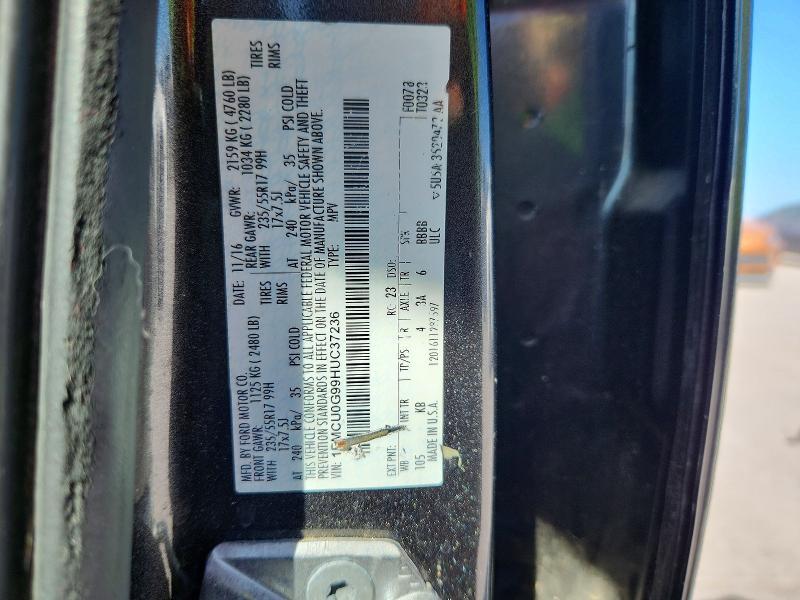 MFD. BY FORD MOTOR CO. DATE: 11/16 GVWR: 2159 KG ( 4760 LB)
FRONT GAWR: 1125 KG ( 2480 LB) REAR GAWR: 1034 KG ( 2280 LB)
WITH 235/55R17 99H TIRES WITH 235/55R17 99H TIRES
17x7.5J RIMS 17x7.5J RIMS
AT 240 kPa/ 35 PSI COLD AT 240 kPa/ 35 PSI COLD
THIS VEHICLE CONFORMS TO ALL APPLICABLE FEDERAL MOTOR VEHICLE SAFETY AND THEFT
PREVENTION STANDARDS IN EFFECT ON THE DATE OF MANUFACTURE SHOWN ABOVE.
VIN: 1FMCU0G99HUC37236 TYPE: MPV
EXT PNT: RC: 23 DSO: F007
WB INT TR TP/PS R AXLE TR
105 KB 4 3A 6 BBBB
MADE IN U.S.A. ULC